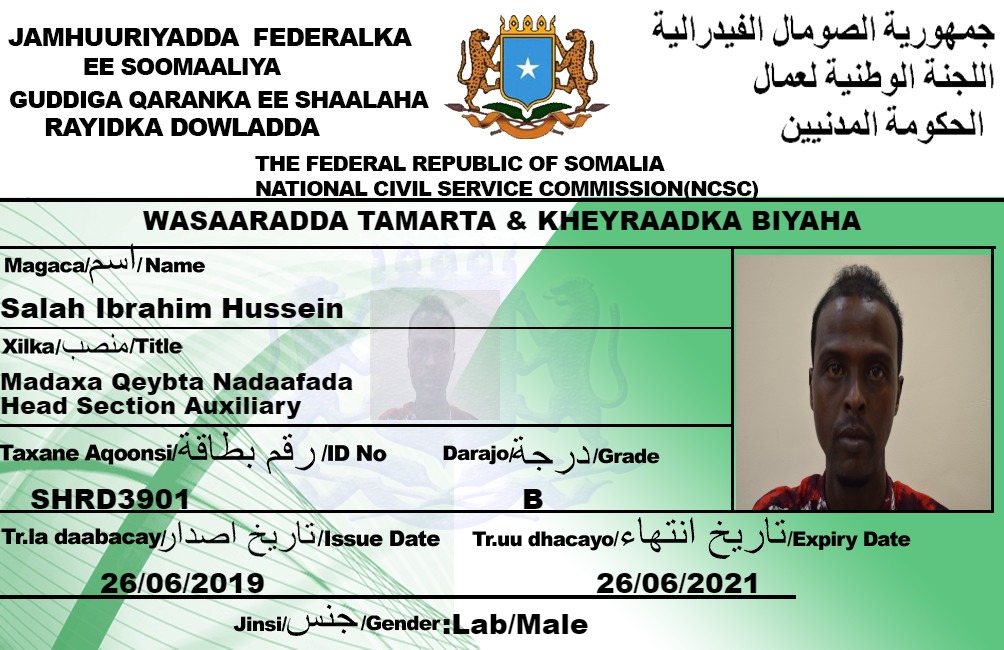 JAMHUURIYADDA FEDERALKA
EE SOOMAALIYA
GUDDIGA QARANKA EE SHAALAHA
RAYIDKA DOWLADDA
جمهورية الصومال الفيدرالية
اللجنة الوطنية لعمال
الحكومة المدنيين
THE FEDERAL REPUBLIC OF SOMALIA
NATIONAL CIVIL SERVICE COMMISSION(NCSC)
WASAARADDA TAMARTA & KHEYRAADKA BIYAHA
Magaca/اسم/Name
Salah Ibrahim Hussein
Xilka/منصب/Title
Madaxa Qeybta Nadaafada
Head Section Auxiliary
Taxane Aqoonsi/رقم بطاقة/ID No
SHRD3901
Darajo/درجة/Grade
B
Tr.la daabacay/تاريخ اصدار/Issue Date
26/06/2019
Tr.uu dhacayo/تاريخ انتهاء/Expiry Date
26/06/2021
Jinsi/جنس/Gender:Lab/Male